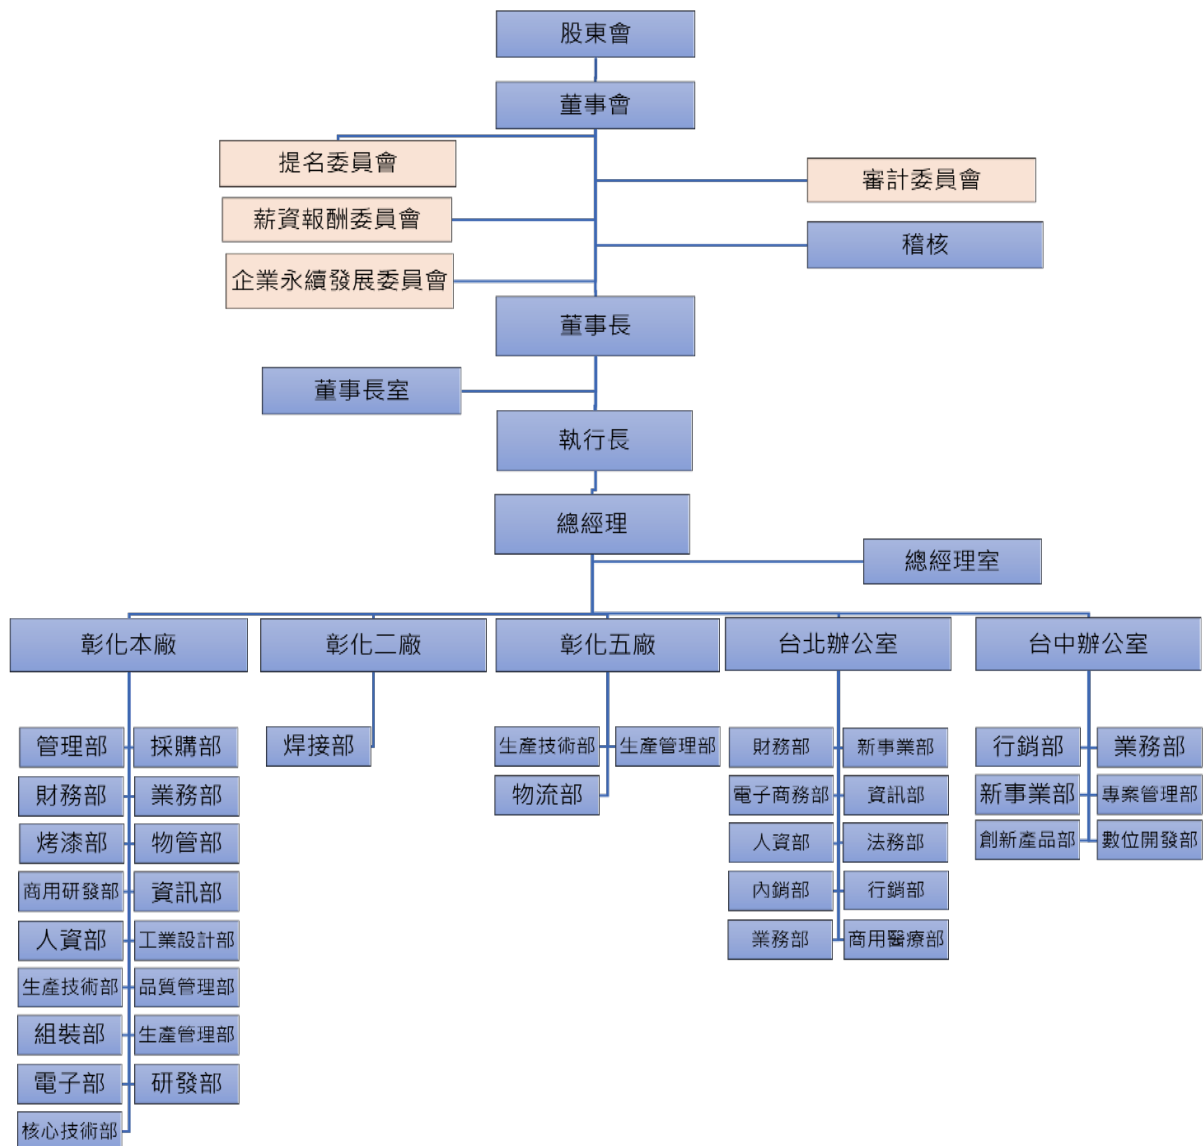 股東會
董事會
提名委員會
審計委員會
薪資報酬委員會
稽核
企業永續發展委員會
董事長
董事長室
執行長
總經理
總經理室
彰化本廠
彰化二廠
彰化五廠
台北辦公室
台中辦公室
管理部
採購部
財務部
業務部
烤漆部
物管部
商用研發部
資訊部
人資部
工業設計部
生產技術部
品質管理部
組裝部
生產管理部
電子部
研發部
核心技術部
焊接部
生產技術部
生產管理部
物流部
財務部
新事業部
電子商務部
資訊部
人資部
法務部
內銷部
行銷部
業務部
商用醫療部
行銷部
業務部
新事業部
專案管理部
創新產品部
數位開發部